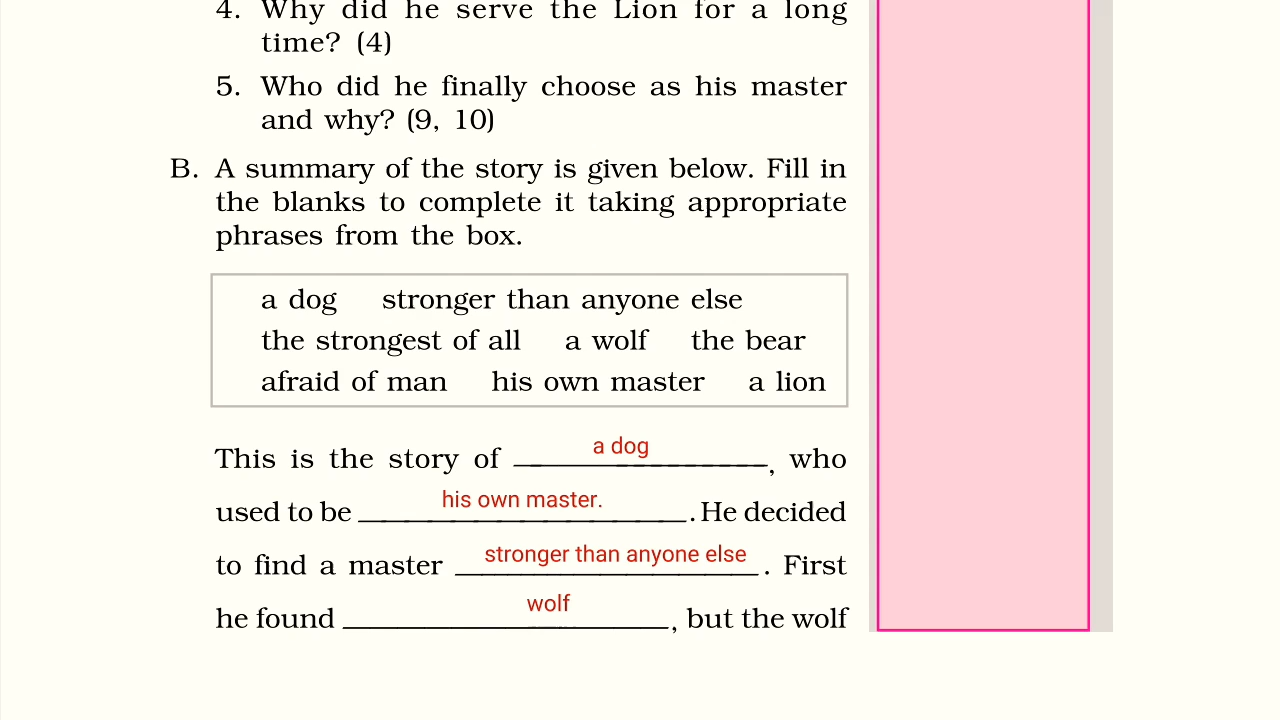 4. Why did he serve the Lion for a long
time? (4)
5. Who did he finally choose as his master
and why? (9, 10)
B. A summary of the story is given below. Fill in
the blanks to complete it taking appropriate
phrases from the box.
a dog stronger than anyone else
the strongest of all a wolf the bear
afraid of man his own master a lion
This is the story of a dog, who
used to be his own master. . He decided
to find a master stronger than anyone else. First
he found wolf, but the wolf